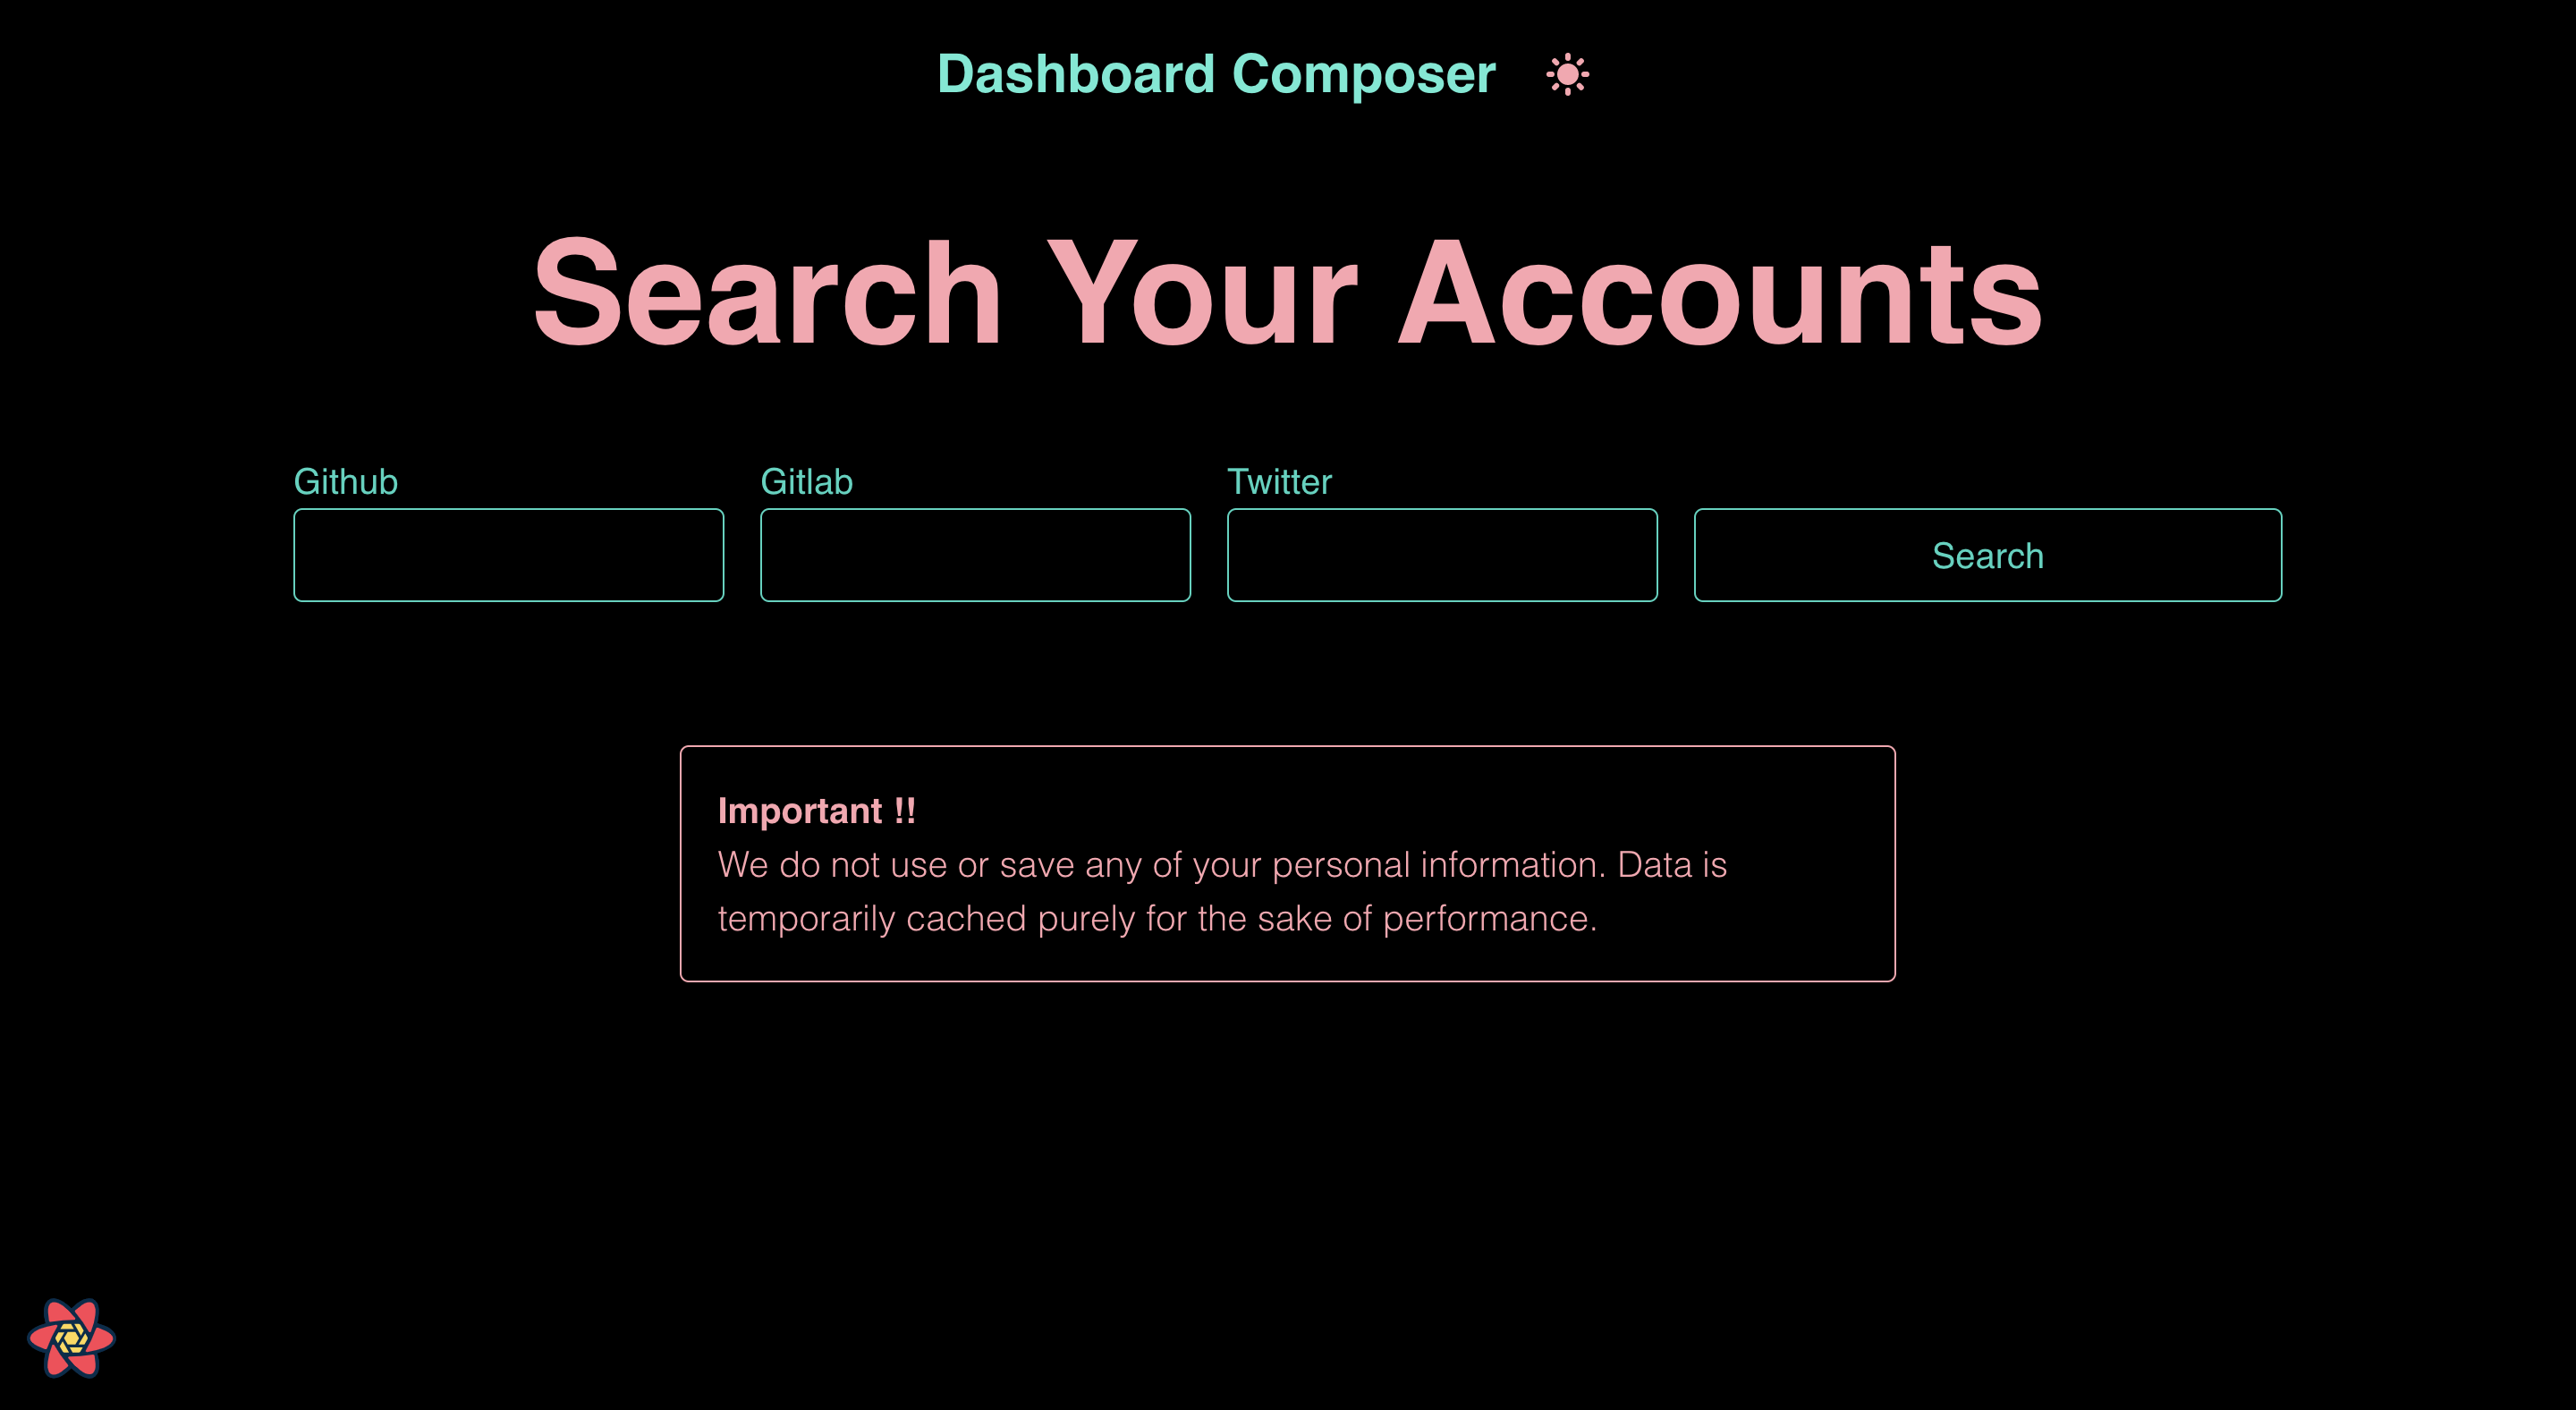 Dashboard Composer
Search Your Accounts
Github
Gitlab
Twitter
Search
Important !!
We do not use or save any of your personal information. Data is
temporarily cached purely for the sake of performance.